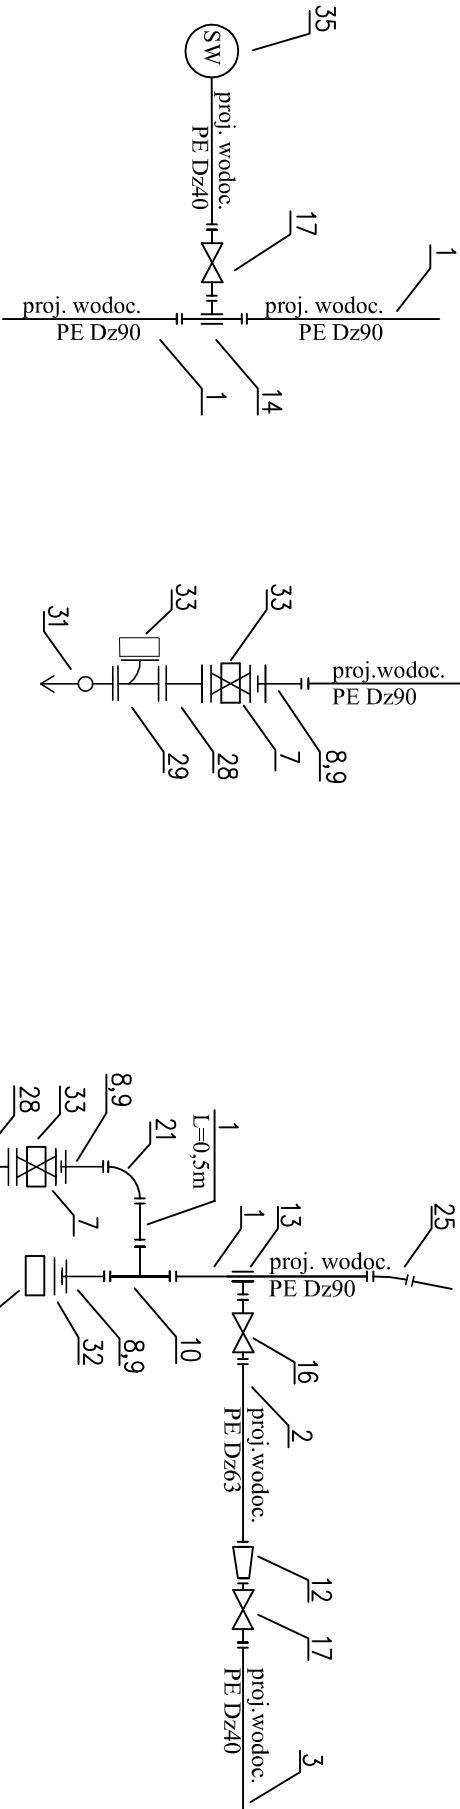 35
SW
proj. wodoc.
PE Dz40
17
1
proj. wodoc.
PE Dz90
proj. wodoc.
PE Dz90
1
14
33
33
31
proj.wodoc.
PE Dz90
29
28
7
8,9
28
33
8,9
21
1
L=0,5m
1
13
25
proj. wodoc.
PE Dz90
7
32
8,9
10
16
2
proj.wodoc.
PE Dz63
12
17
proj.wodoc.
PE Dz40
3